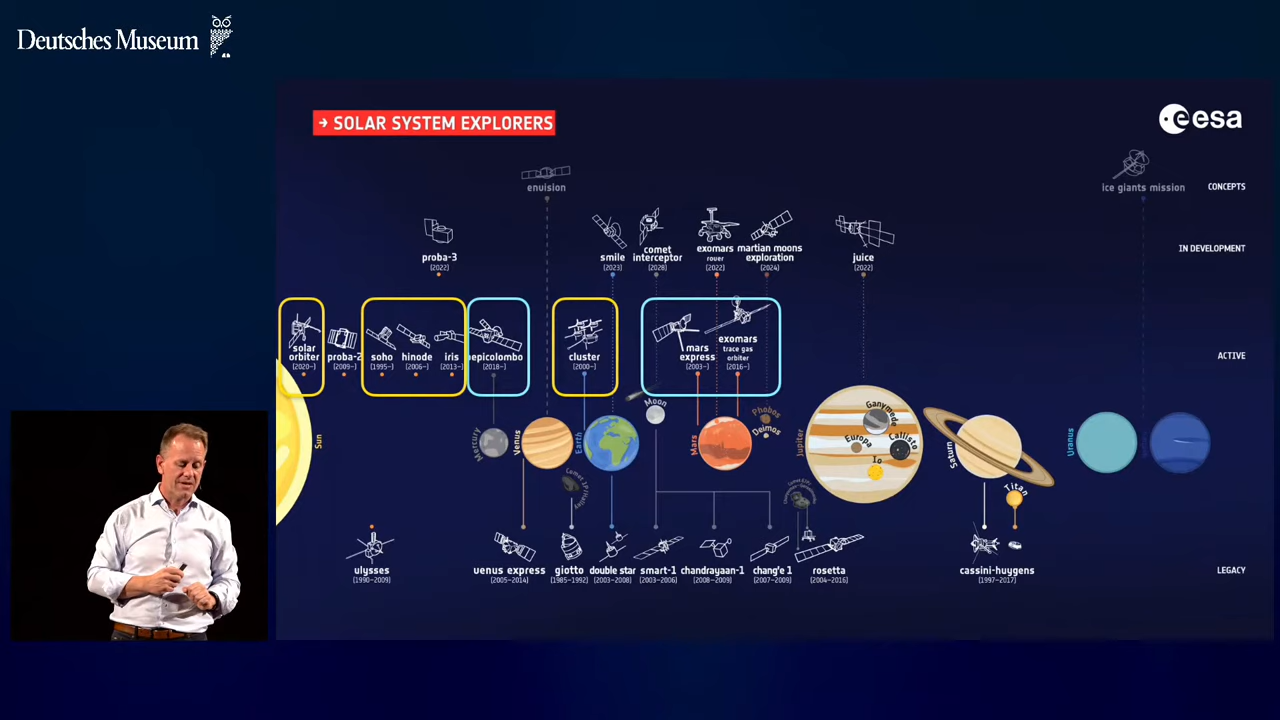 Deutsches Museum
→ SOLAR SYSTEM EXPLORERS
esa
envision
ice giants mission
CONCEPTS
proba-3
(2022)
smile
(2023)
comet
interceptor
(2028)
exomars
rover
(2022)
martian moons
exploration
(2024)
juice
(2022)
IN DEVELOPMENT
solar
orbiter
(2020-)
proba-2
(2009-)
soho
(1995-)
hinode
(2006-)
iris
(2013-)
bepicolombo
(2018-)
cluster
(2000-)
mars
express
(2003-)
exomars
trace gas
orbiter
(2016-)
ACTIVE
Sun
Mercury
Venus
Earth
Moon
Mars
Phobos
Deimos
Jupiter
Ganymede
Europa
Callisto
Io
Saturn
Titan
Uranus
Comet 1P/Halley
ulysses
(1990-2009)
venus express
(2005-2014)
giotto
(1985-1992)
double star
(2003-2008)
smart-1
(2003-2006)
chandrayaan-1
(2008-2009)
chang'e 1
(2007-2009)
rosetta
(2004-2016)
cassini-huygens
(1997-2017)
LEGACY